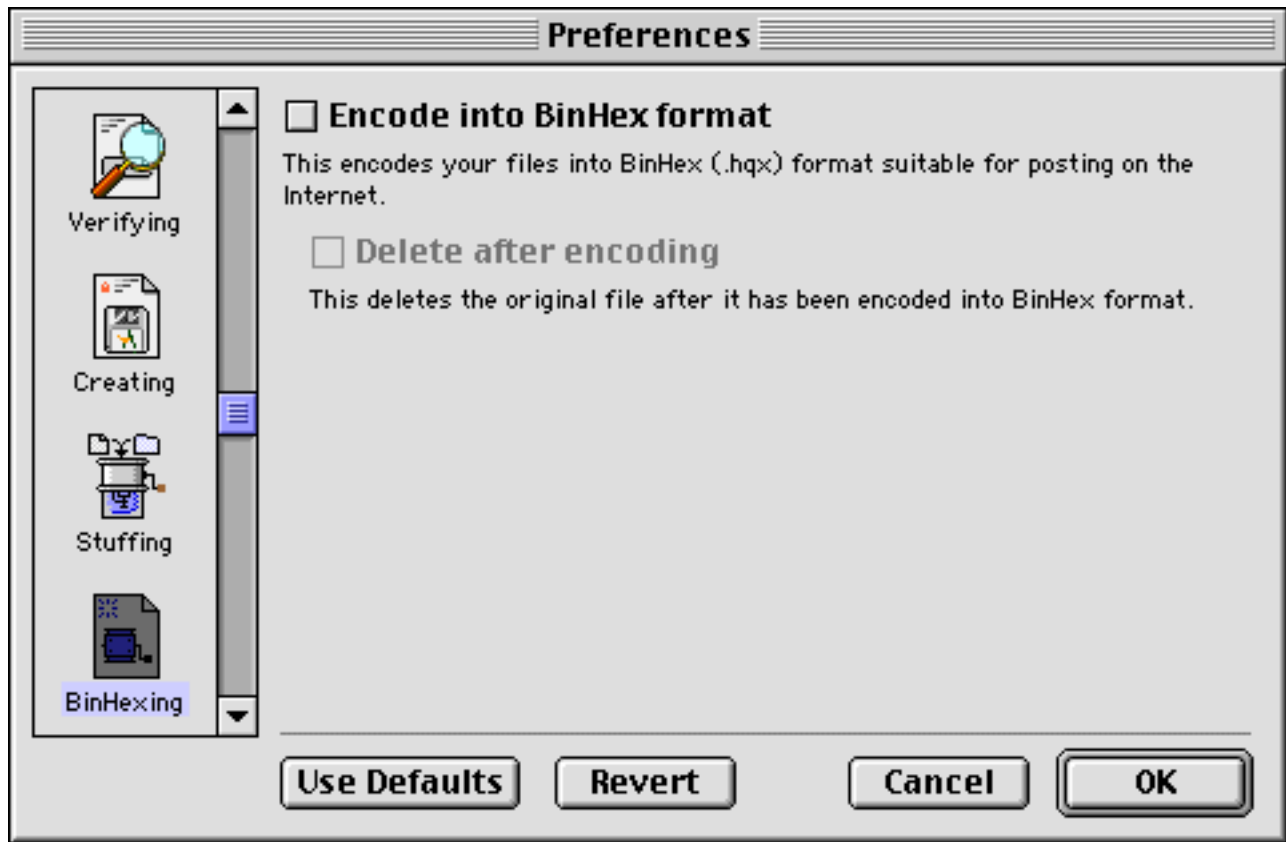 Preferences
Verifying
Creating
Stuffing
BinHexing
Encode into BinHex format
This encodes your files into BinHex (.hqx) format suitable for posting on the
Internet.
Delete after encoding
This deletes the original file after it has been encoded into BinHex format.
Use Defaults
Revert
Cancel
OK